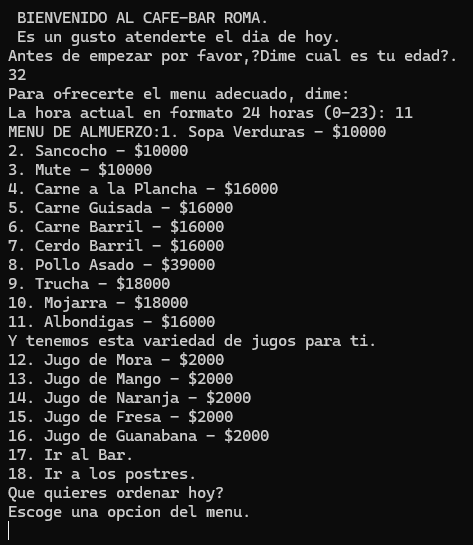 BIENVENIDO AL CAFE-BAR ROMA.
Es un gusto atenderte el dia de hoy.
Antes de empezar por favor,?Dime cual es tu edad?.
32
Para ofrecerte el menu adecuado, dime:
La hora actual en formato 24 horas (0-23): 11
MENU DE ALMUERZO:1. Sopa Verduras - $10000
2. Sancocho - $10000
3. Mute - $10000
4. Carne a la Plancha - $16000
5. Carne Guisada - $16000
6. Carne Barril - $16000
7. Cerdo Barril - $16000
8. Pollo Asado - $39000
9. Trucha - $18000
10. Mojarra - $18000
11. Albondigas - $16000
Y tenemos esta variedad de jugos para ti.
12. Jugo de Mora - $2000
13. Jugo de Mango - $2000
14. Jugo de Naranja - $2000
15. Jugo de Fresa - $2000
16. Jugo de Guanabana - $2000
17. Ir al Bar.
18. Ir a los postres.
Que quieres ordenar hoy?
Escoge una opcion del menu.